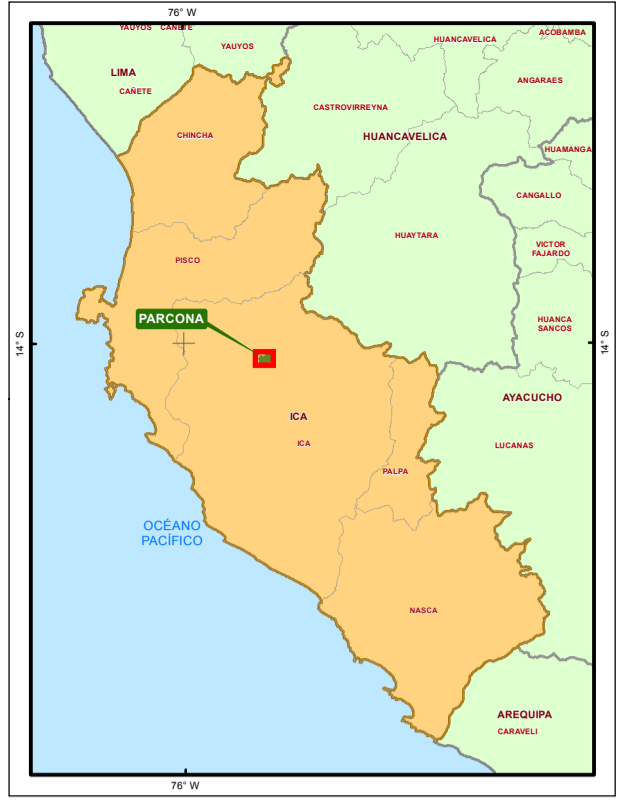 76° W
YAUYOS CAÑETE
YAUYOS
HUANCAVELICA
ACOBAMBA
LIMA
CAÑETE
ANGARAES
CASTROVIRREYNA
CHINCHA
HUANCAVELICA
HUAMANGA
CANGALLO
HUAYTARA
VICTOR
FAJARDO
PISCO
PARCONA
HUANCA
SANCOS
14° S
14° S
ICA
ICA
AYACUCHO
LUCANAS
PALPA
OCÉANO
PACÍFICO
NASCA
AREQUIPA
CARAVELI
76° W